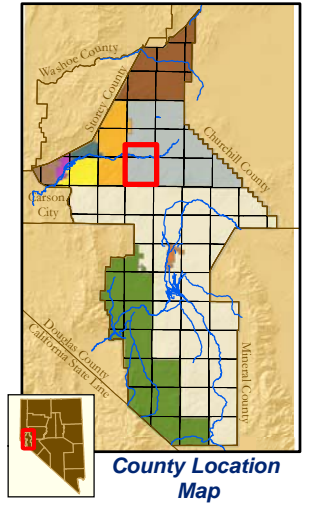 Washoe County
Storey County
Churchill County
Carson
City
Douglas County
California State Line
Mineral County
County Location
Map